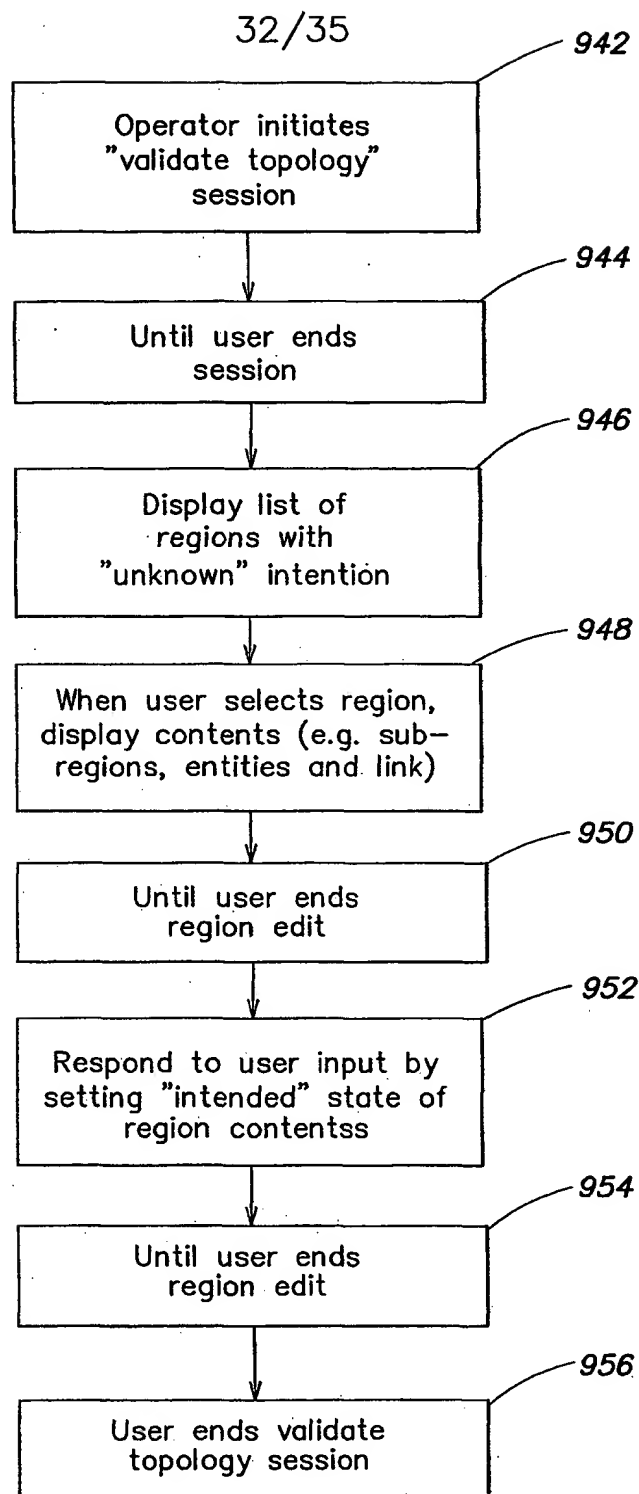 32/35
942
Operator initiates
"validate topology"
session
944
Until user ends
session
946
Display list of
regions with
"unknown" intention
948
When user selects region,
display contents (e.g. sub-
regions, entities and link)
950
Until user ends
region edit
952
Respond to user input by
setting "intended" state of
region contentss
954
Until user ends
region edit
956
User ends validate
topology session